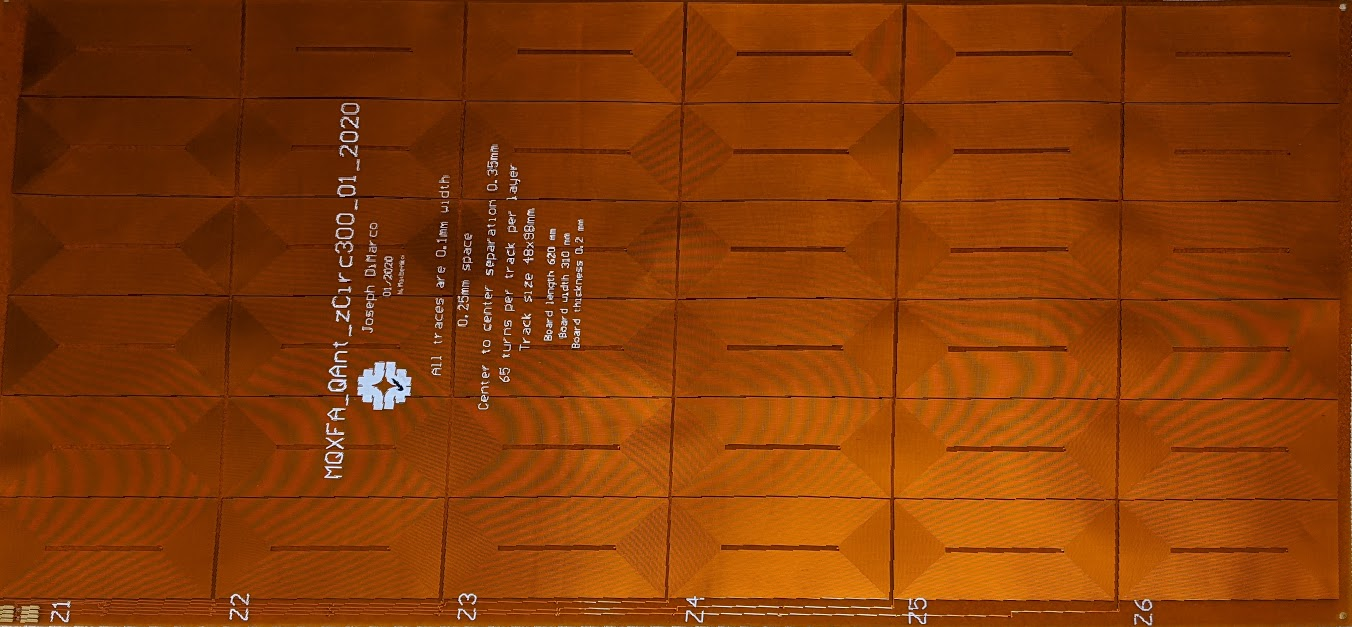 MQXFA_QAnt_zCirc300_01_2020
Joseph DiMarco
01/2020
All traces are 0.1mm width
0.25mm space
Center to center separation 0.35mm
65 turns per track per layer
Track size 48x98mm
Board length 620 mm
Board width 310 mm
Board thickness 0.2 mm
Z1
Z2
Z3
Z4
Z5
Z6